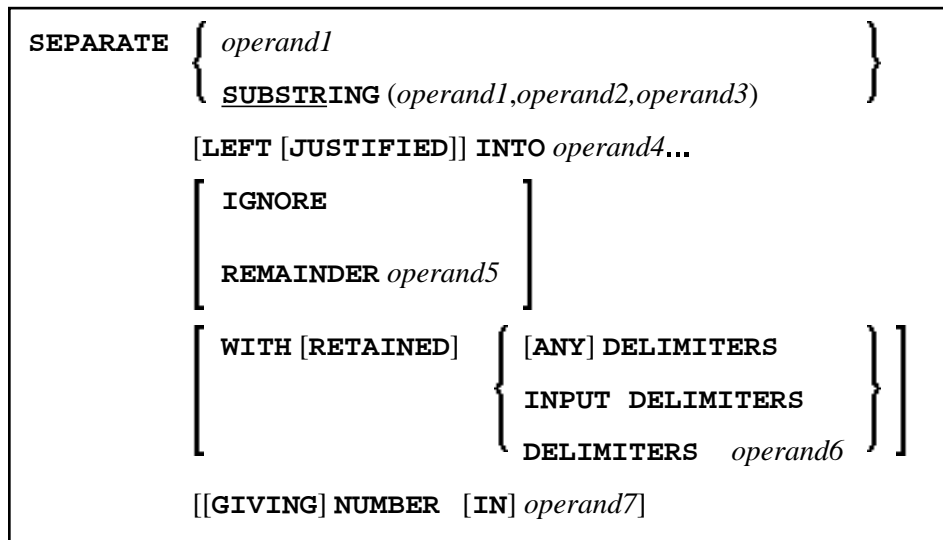 SEPARATE operand1
SUBSTRING (operand1,operand2,operand3)
[LEFT [JUSTIFIED]] INTO operand4...
IGNORE
REMAINDER operand5
WITH [RETAINED] [ANY] DELIMITERS
INPUT DELIMITERS
DELIMITERS operand6
[[GIVING] NUMBER [IN] operand7]